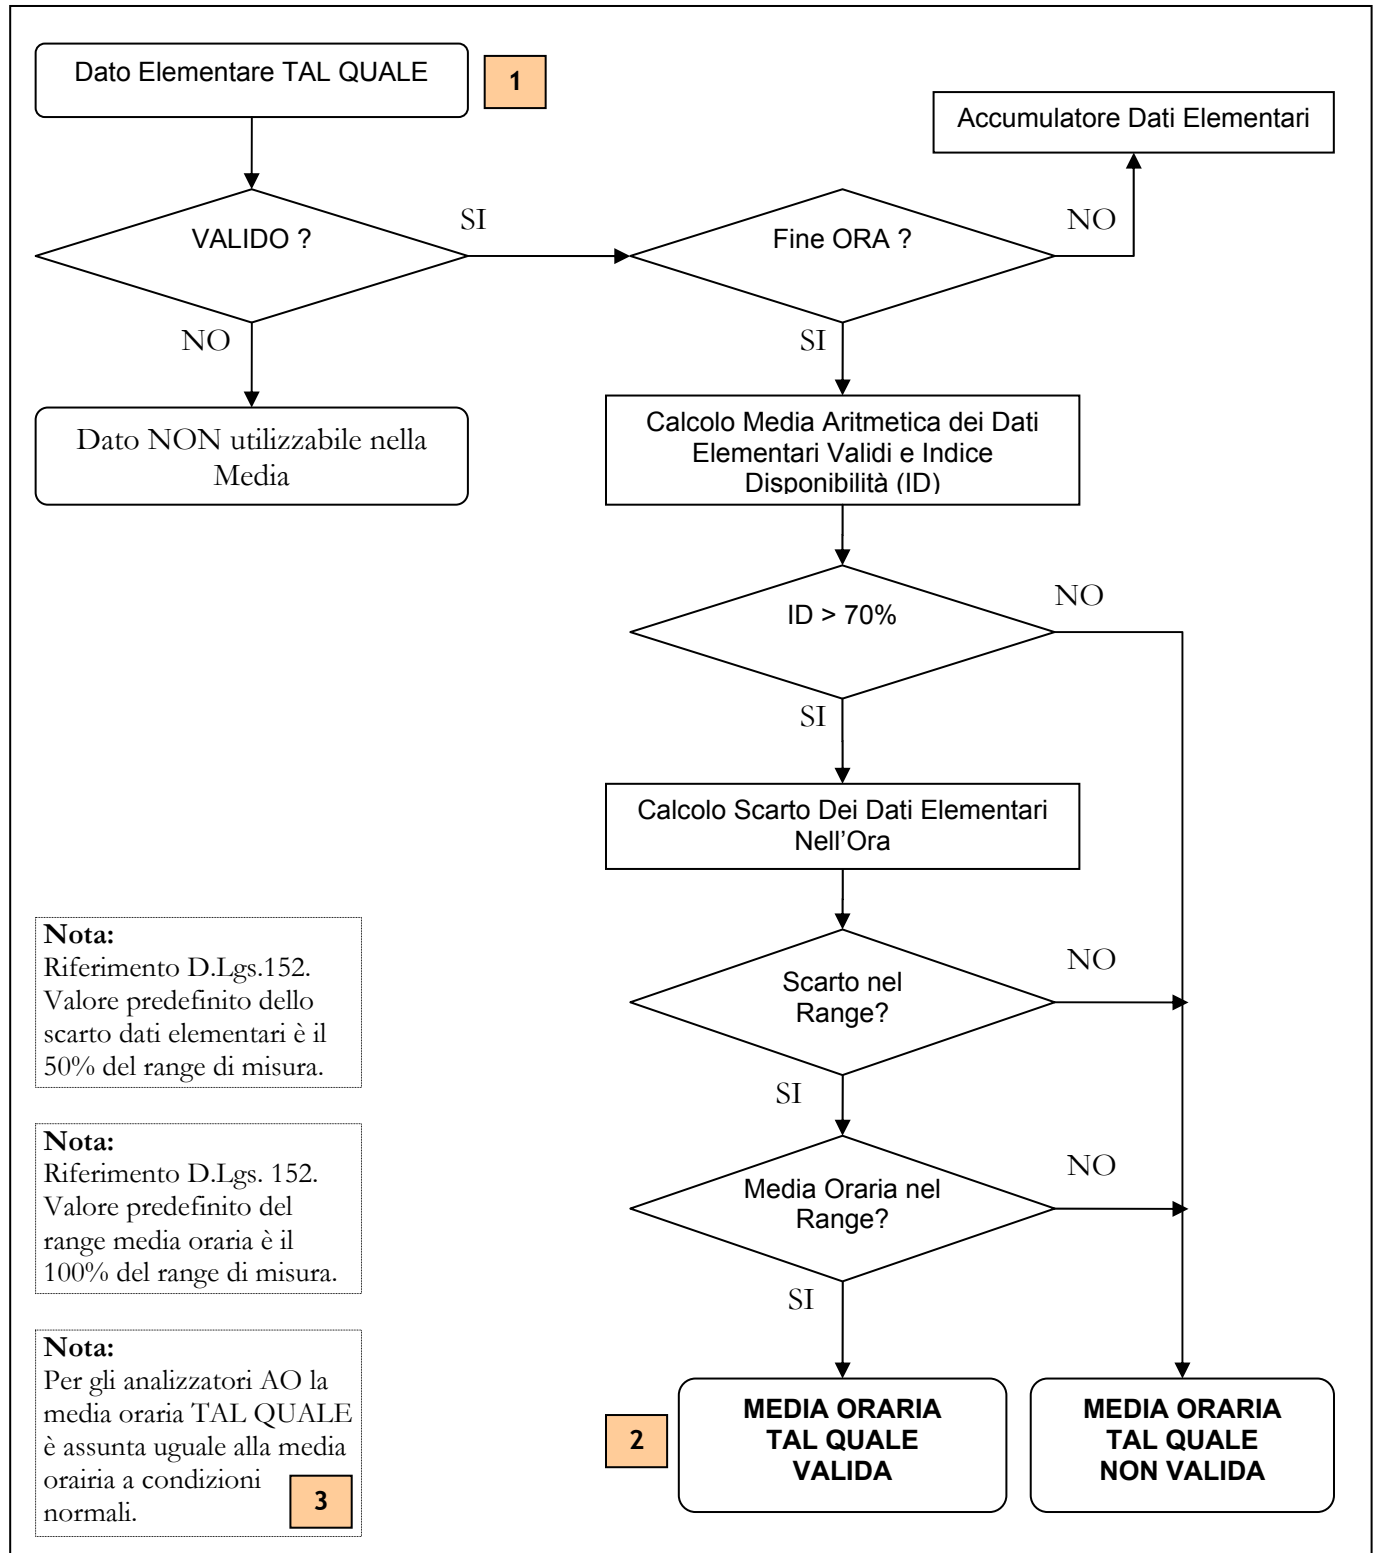 Dato Elementare TAL QUALE
1
Accumulatore Dati Elementari
VALIDO ?
SI
Fine ORA ?
NO
NO
SI
Dato NON utilizzabile nella
Media
Calcolo Media Aritmetica dei Dati
Elementari Validi e Indice
Disponibilità (ID)
ID > 70%
NO
SI
Calcolo Scarto Dei Dati Elementari
Nell'Ora
Nota:
Riferimento D.Lgs.152.
Valore predefinito dello
scarto dati elementari è il
50% del range di misura.
Scarto nel
Range?
NO
SI
Nota:
Riferimento D.Lgs. 152.
Valore predefinito del
range media oraria è il
100% del range di misura.
Media Oraria nel
Range?
NO
SI
Nota:
Per gli analizzatori AO la
media oraria TAL QUALE
è assunta uguale alla media
orairia a condizioni
normali.
3
2
MEDIA ORARIA
TAL QUALE
VALIDA
MEDIA ORARIA
TAL QUALE
NON VALIDA